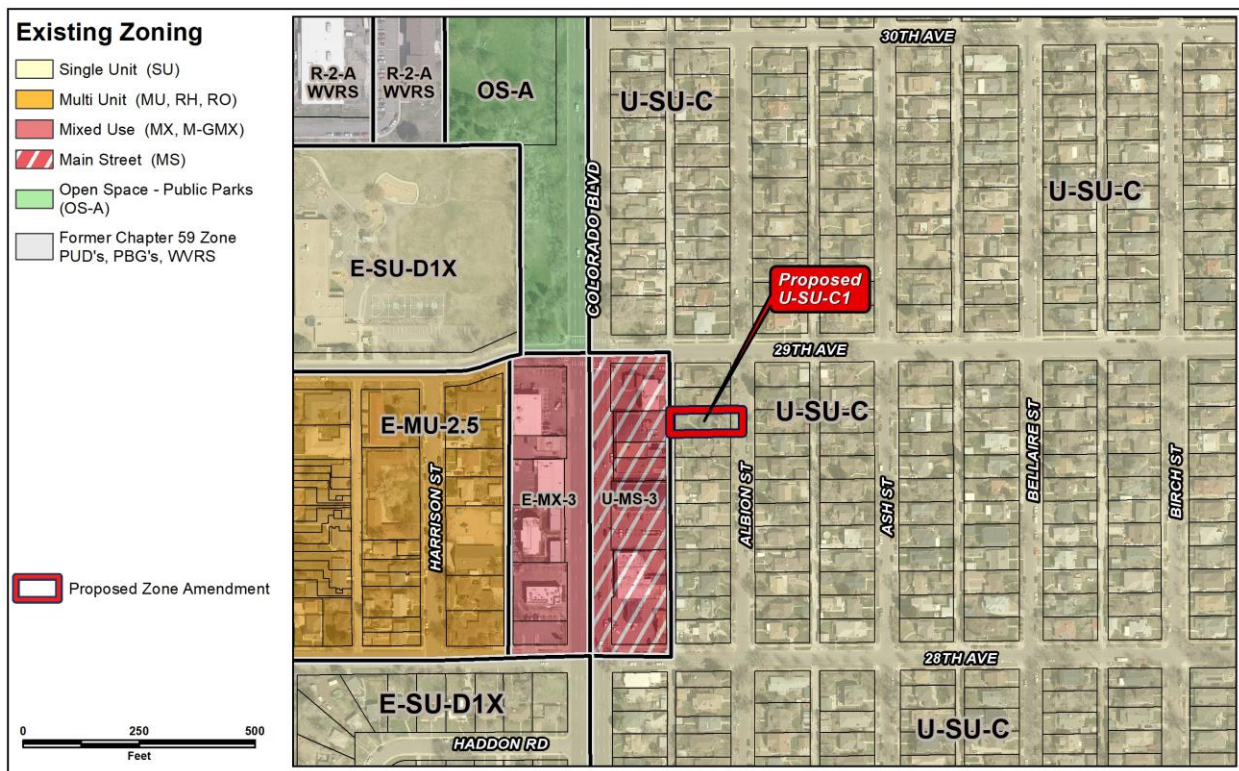 Existing Zoning
Single Unit (SU)
Multi Unit (MU, RH, RO)
Mixed Use (MX, M-GMX)
Main Street (MS)
Open Space - Public Parks
(OS-A)
Former Chapter 59 Zone
PUD's, PBG's, WVRS
Proposed Zone Amendment
0 250 500
Feet
R-2-A
WVRS
R-2-A
WVRS
OS-A
U-SU-C
30TH AVE
U-SU-C
COLORADO BLVD
E-SU-D1X
Proposed
U-SU-C1
29TH AVE
E-MU-2.5
U-SU-C
HARRISON ST
E-MX-3
U-MS-3
ALBION ST
ASH ST
BELLAIRE ST
BIRCH ST
28TH AVE
E-SU-D1X
U-SU-C
HADDON RD